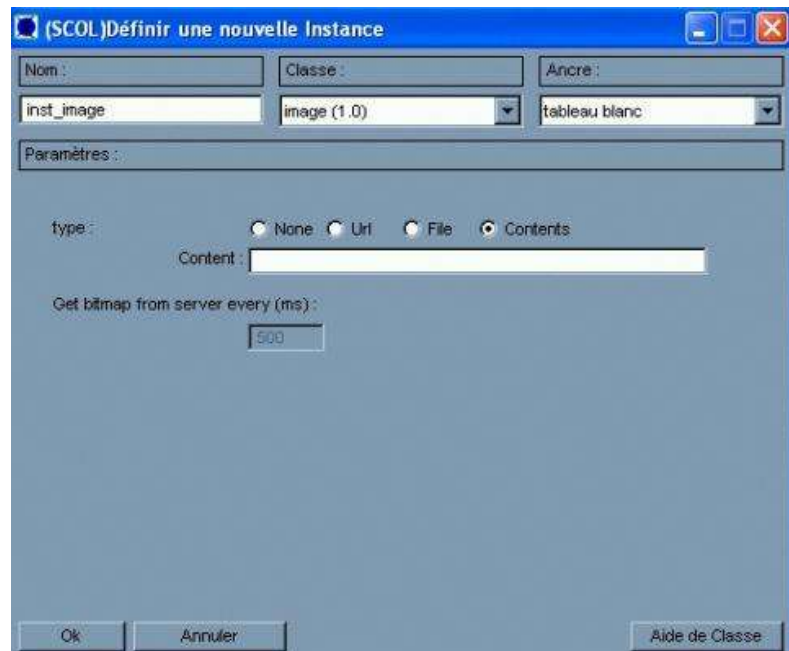 (SCOL)Définir une nouvelle Instance
Nom : Classe : Ancre :
inst_image image (1.0) tableau blanc
Paramètres :
type : None Url File Contents
Content :
Get bitmap from server every (ms) :
500
Ok Annuler Aide de Classe